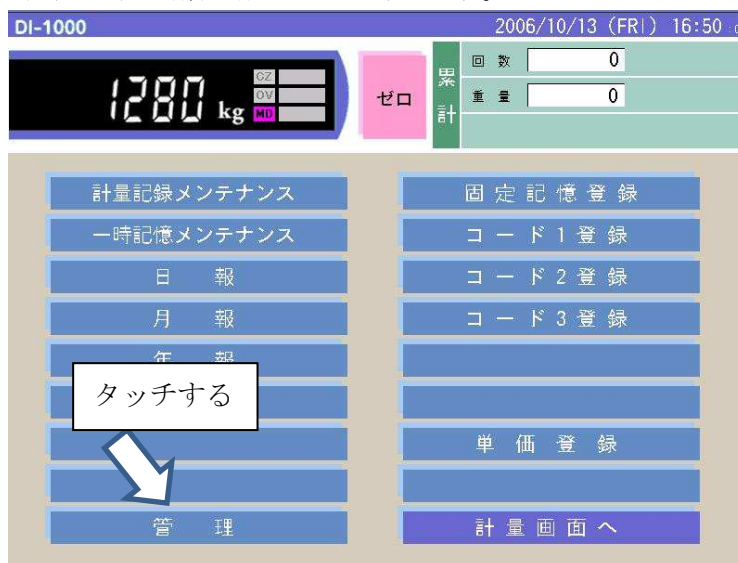 DI-1000 2006/10/13 (FRI) 16:50
1280 kg
CZ
OV
MD
ゼロ
累計
回数 0
重量 0
計量記録メンテナンス
固定記憶登録
一時記憶メンテナンス
コード1登録
日 報
コード2登録
月 報
コード3登録
年 報
タッチする
単価登録
管 理
計量画面へ